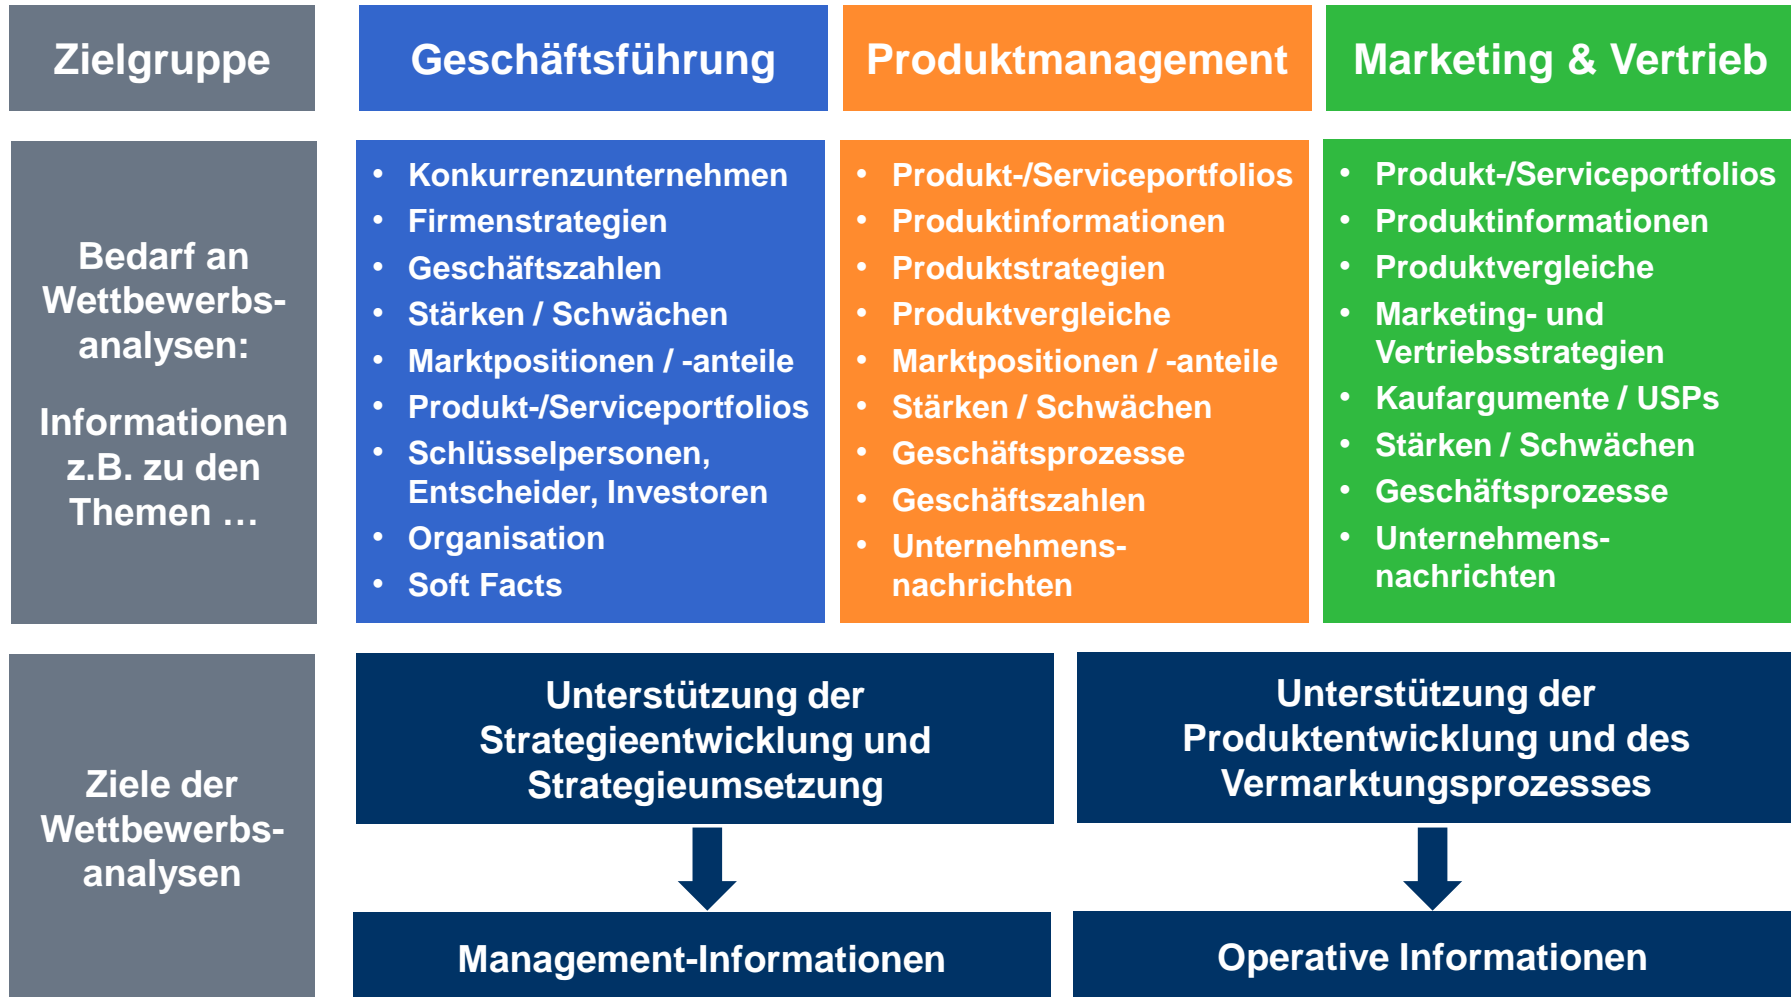 Zielgruppe
Geschäftsführung
Produktmanagement
Marketing & Vertrieb
Bedarf an
Wettbewerbs-
analysen:
Informationen
z.B. zu den
Themen …
• Konkurrenzunternehmen
• Firmenstrategien
• Geschäftszahlen
• Stärken / Schwächen
• Marktpositionen / -anteile
• Produkt-/Serviceportfolios
• Schlüsselpersonen,
Entscheider, Investoren
• Organisation
• Soft Facts
• Produkt-/Serviceportfolios
• Produktinformationen
• Produktstrategien
• Produktvergleiche
• Marktpositionen / -anteile
• Stärken / Schwächen
• Geschäftsprozesse
• Geschäftszahlen
• Unternehmens-
nachrichten
• Produkt-/Serviceportfolios
• Produktinformationen
• Produktvergleiche
• Marketing- und
Vertriebsstrategien
• Kaufargumente / USPs
• Stärken / Schwächen
• Geschäftsprozesse
• Unternehmens-
nachrichten
Ziele der
Wettbewerbs-
analysen
Unterstützung der
Strategieentwicklung und
Strategieumsetzung
Unterstützung der
Produktentwicklung und des
Vermarktungsprozesses
Management-Informationen
Operative Informationen